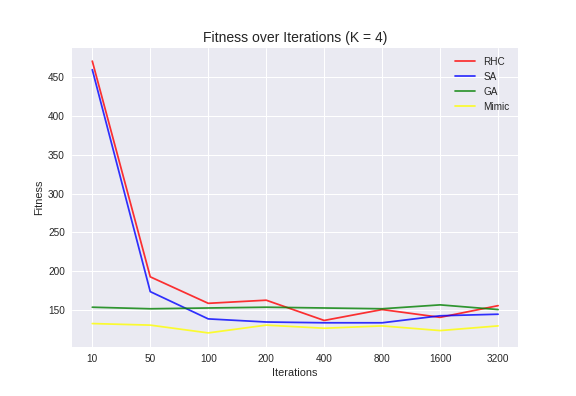 Fitness over Iterations (K = 4)
RHC
SA
GA
Mimic
450
400
350
300
250
200
150
Fitness
10 50 100 200 400 800 1600 3200
Iterations